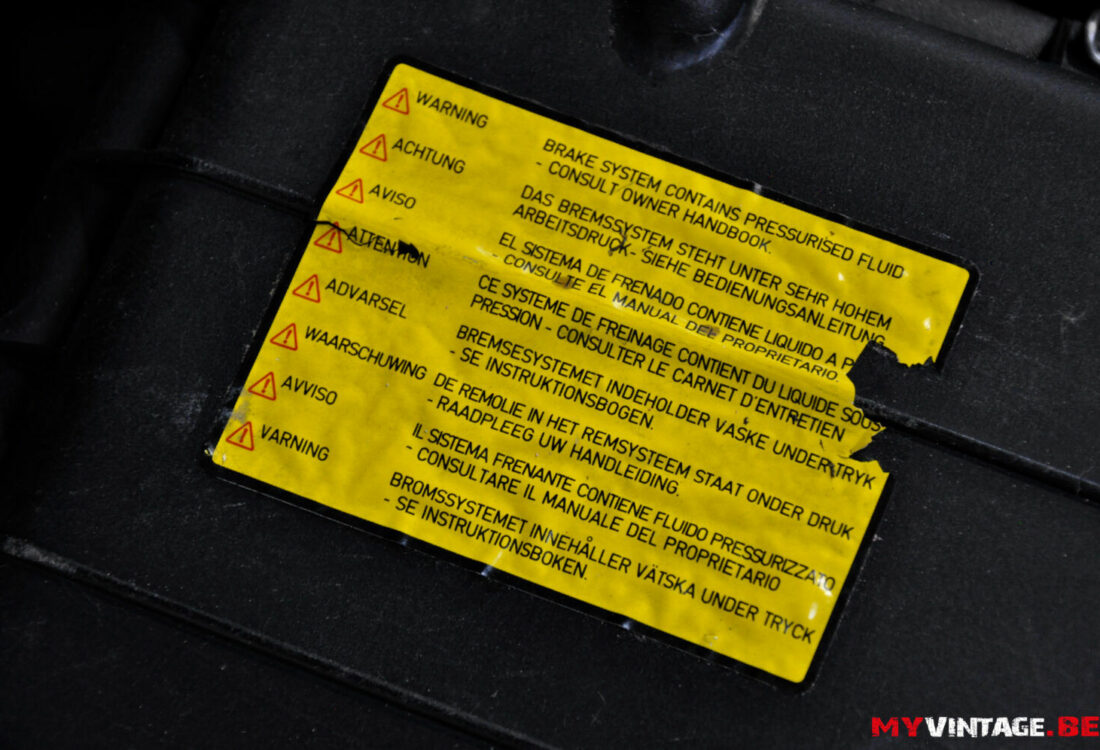 WARNING
BRAKE SYSTEM CONTAINS PRESSURISED FLUID
- CONSULT OWNER HANDBOOK.
ACHTUNG
DAS BREMSSYSTEM STEHT UNTER SEHR HOHEM
ARBEITSDRUCK - SIEHE BEDIENUNGSANLEITUNG
AVISO
EL SISTEMA DE FRENADO CONTIENE LIQUIDO A
- CONSULTE EL MANUAL DEL PROPRIETARIO.
ATTENTION
CE SYSTEME DE FREINAGE CONTIENT DU LIQUIDE SOUS
PRESSION - CONSULTER LE CARNET D'ENTRETIEN
ADVARSEL
BREMSESYSTEMET INDEHOLDER VASKE UNDER TRYK
- SE INSTRUKTIONSBOGEN.
WAARSCHUWING
DE REMOLIE IN HET REMSYSTEEM STAAT ONDER DRUK
- RAADPLEEG UW HANDLEIDING.
AVVISO
IL SISTEMA FRENANTE CONTIENE FLUIDO PRESSURIZZATO
- CONSULTARE IL MANUALE DEL PROPRIETARIO
VARNING
BROMSSYSTEMET INNEHÅLLER VÄTSKA UNDER TRYCK
- SE INSTRUKTIONSBOKEN.
MYVINTAGE.BE